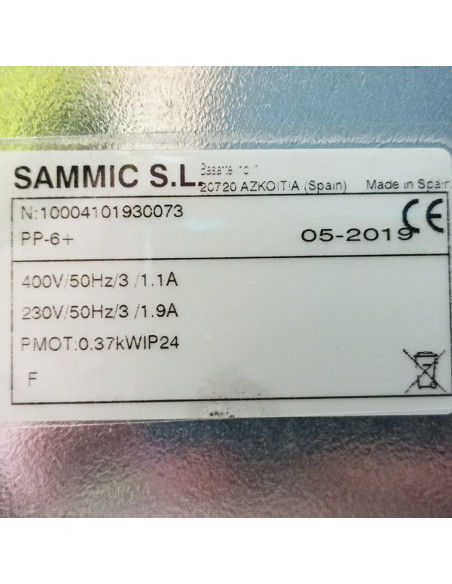 SAMMIC S.L.
20720 AZKOITIA (Spain) Made in Spain
N:10004101930073
PP-6+ 05-2019 CE
400V/50Hz/3 /1.1A
230V/50Hz/3 /1.9A
PMOT:0.37kWIP24
F